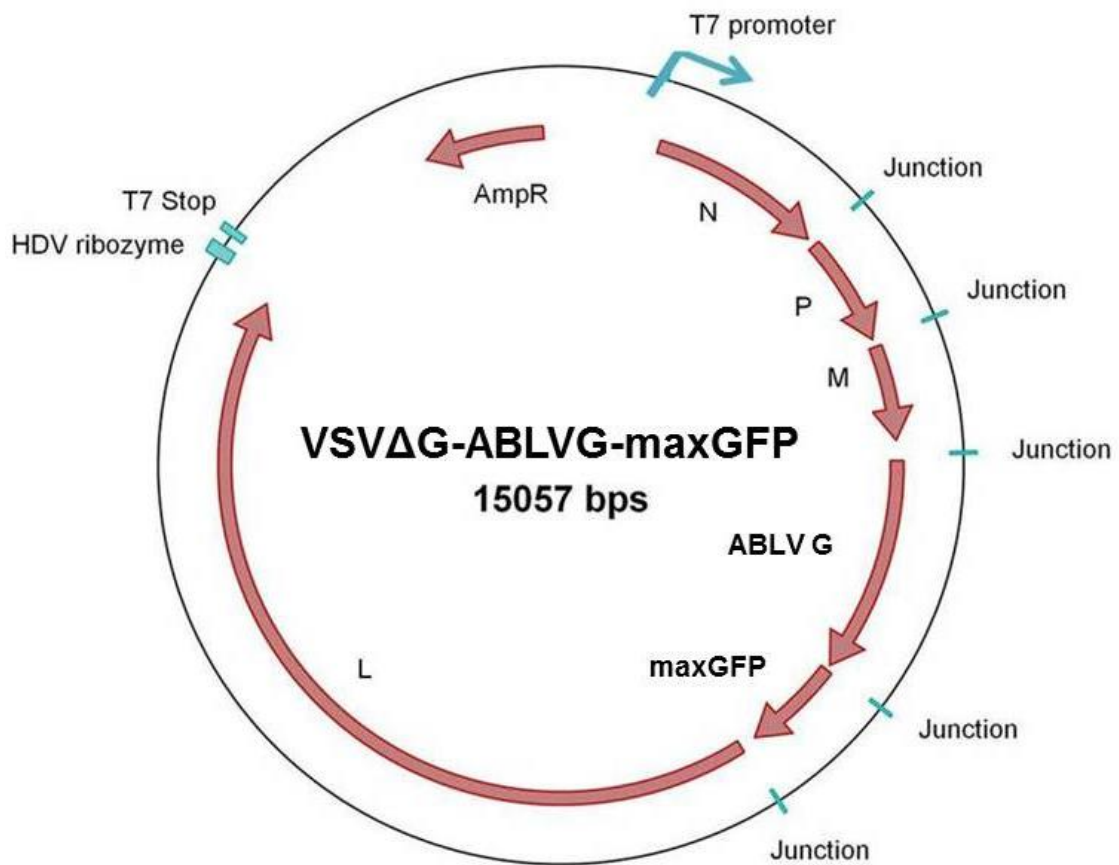 T7 promoter
Junction
AmpR
T7 Stop
N
HDV ribozyme
Junction
P
M
VSVΔG-ABLVG-maxGFP
Junction
15057 bps
ABLV G
maxGFP
L
Junction
Junction